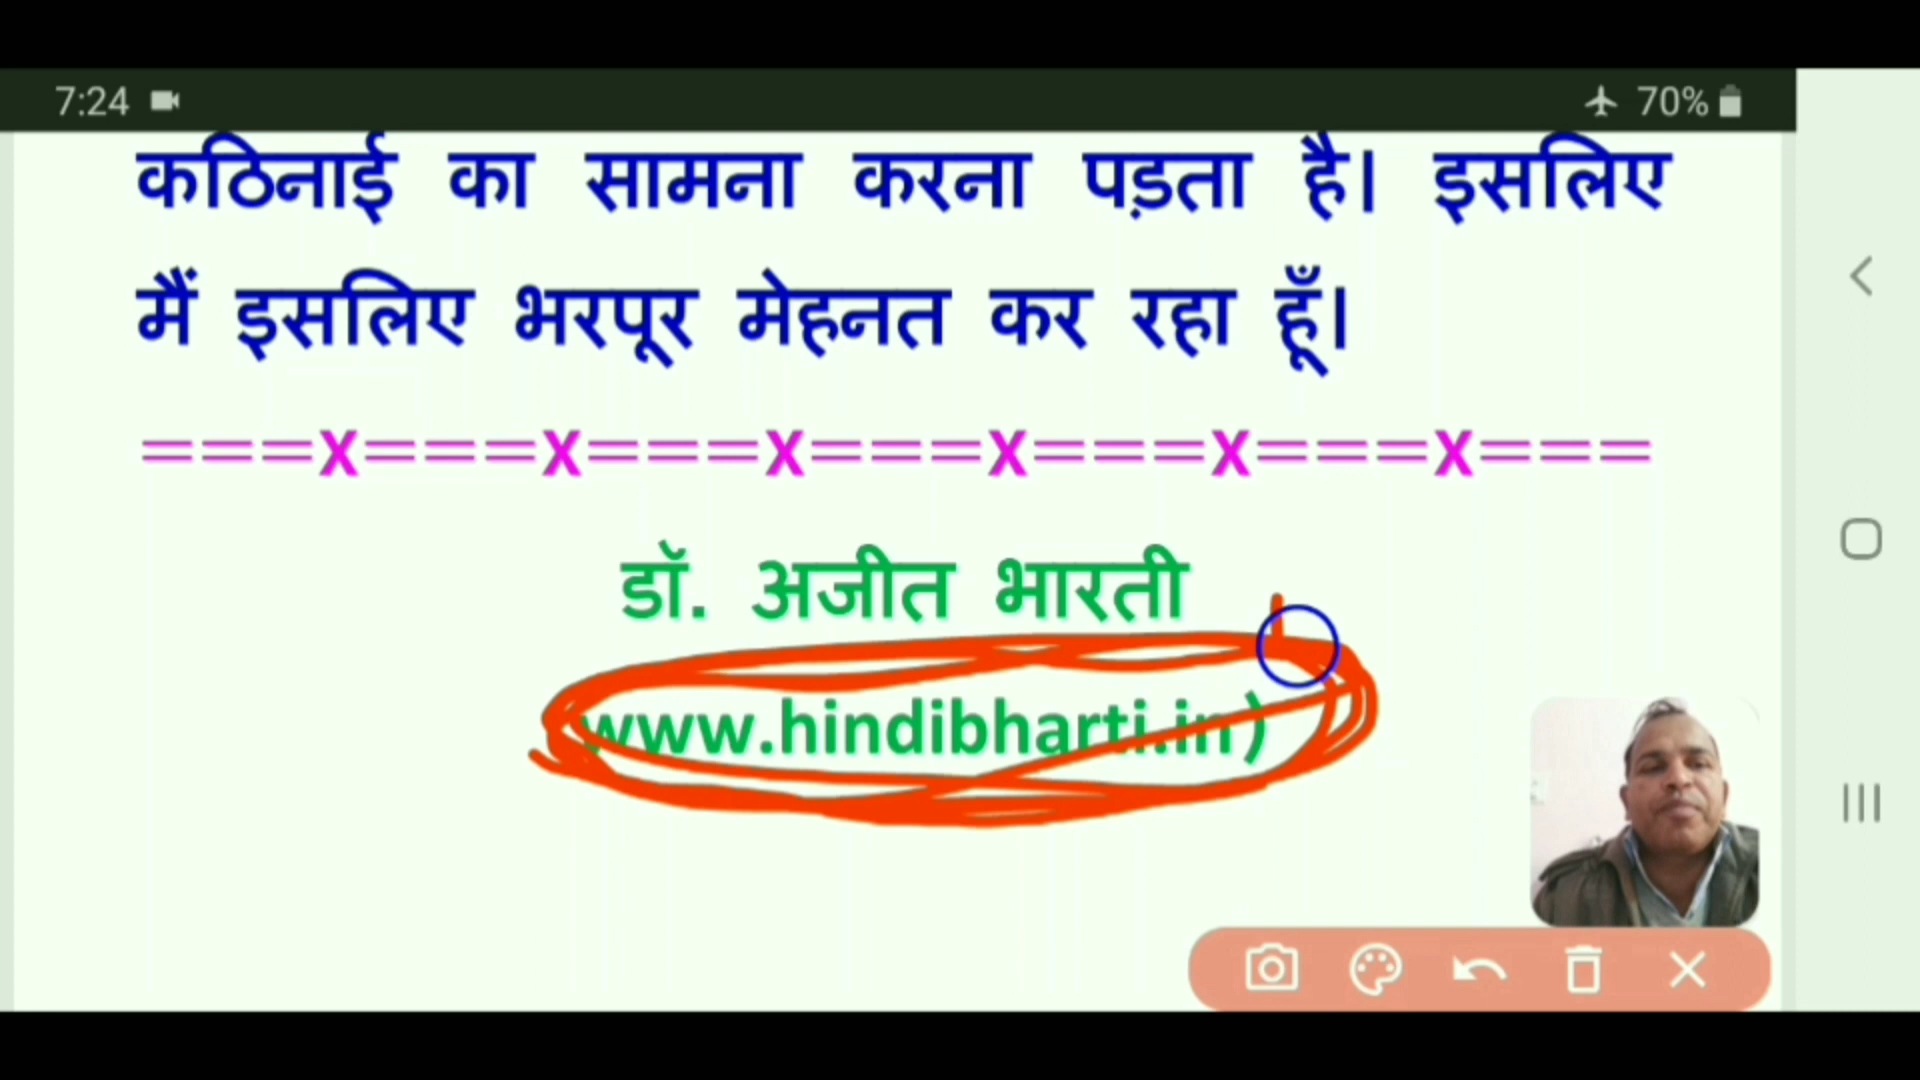 7:24 70%
कठिनाई का सामना करना पड़ता है। इसलिए
मैं इसलिए भरपूर मेहनत कर रहा हूँ।
===x===x===x===x===x===x===
डॉ. अजीत भारती
www.hindibharti.in)